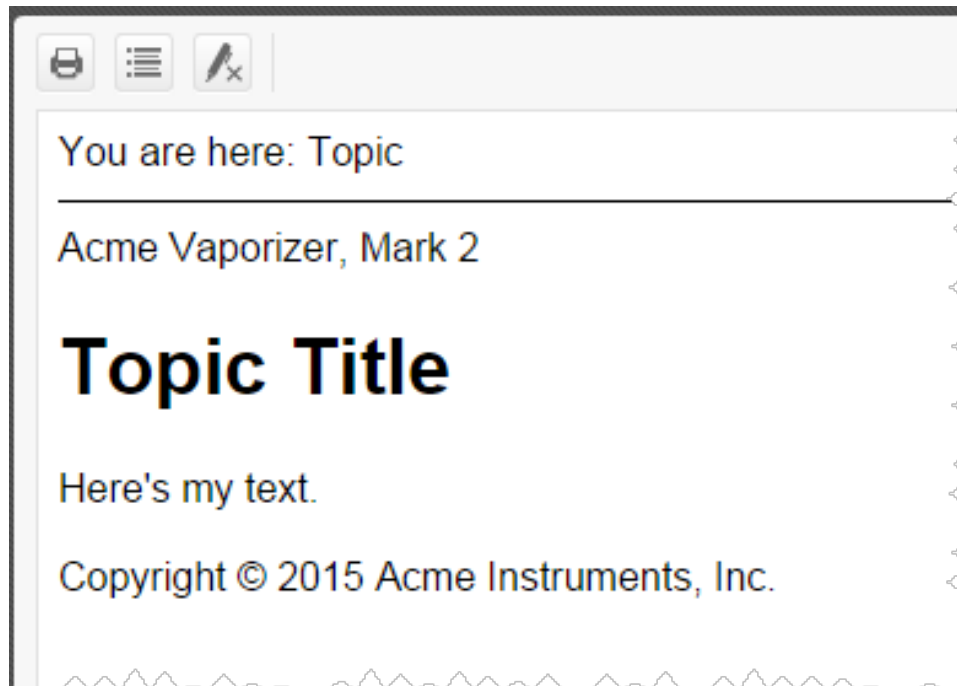 You are here: Topic
Acme Vaporizer, Mark 2
Topic Title
Here's my text.
Copyright © 2015 Acme Instruments, Inc.